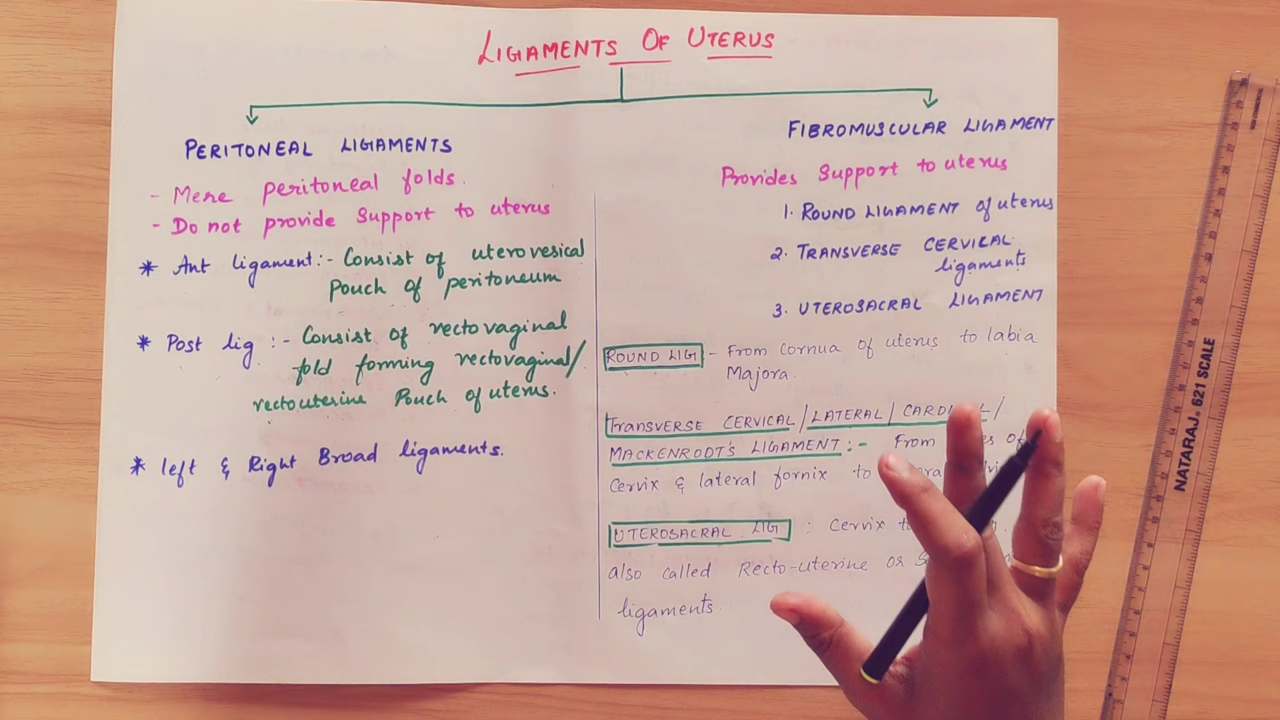 LIGAMENTS OF UTERUS
PERITONEAL LIGAMENTS
- Mere peritoneal folds.
- Do not provide Support to uterus
* Ant ligament:- Consist of uterovesical
Pouch of peritoneum
* Post lig :- Consist of rectovaginal
fold forming rectovaginal/
rectouterine Pouch of uterus.
* left & Right Broad ligaments.
FIBROMUSCULAR LIGAMENT
Provides Support to uterus
1. ROUND LIGAMENT of uterus
2. TRANSVERSE CERVICAL
ligaments
3. UTEROSACRAL LIGAMENT
ROUND LIG - From Cornua of uterus to labia
Majora.
TRANSVERSE CERVICAL / LATERAL /
MACKENRODT'S LIGAMENT :- From of
Cervix & lateral fornix to
UTEROSACRAL LIG : Cervix
also called Recto-uterine or
ligaments.
NATARAJ 621 SCALE